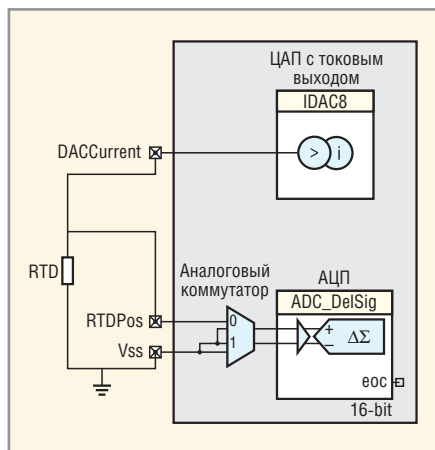 ЦАП с токовым
выходом
IDAC8
> i
DACCurrent
RTD
Аналоговый
коммутатор
АЦП
ADC_DelSig
RTDPos
0
1
Vss
+
−
ΔΣ
eoc
16-bit